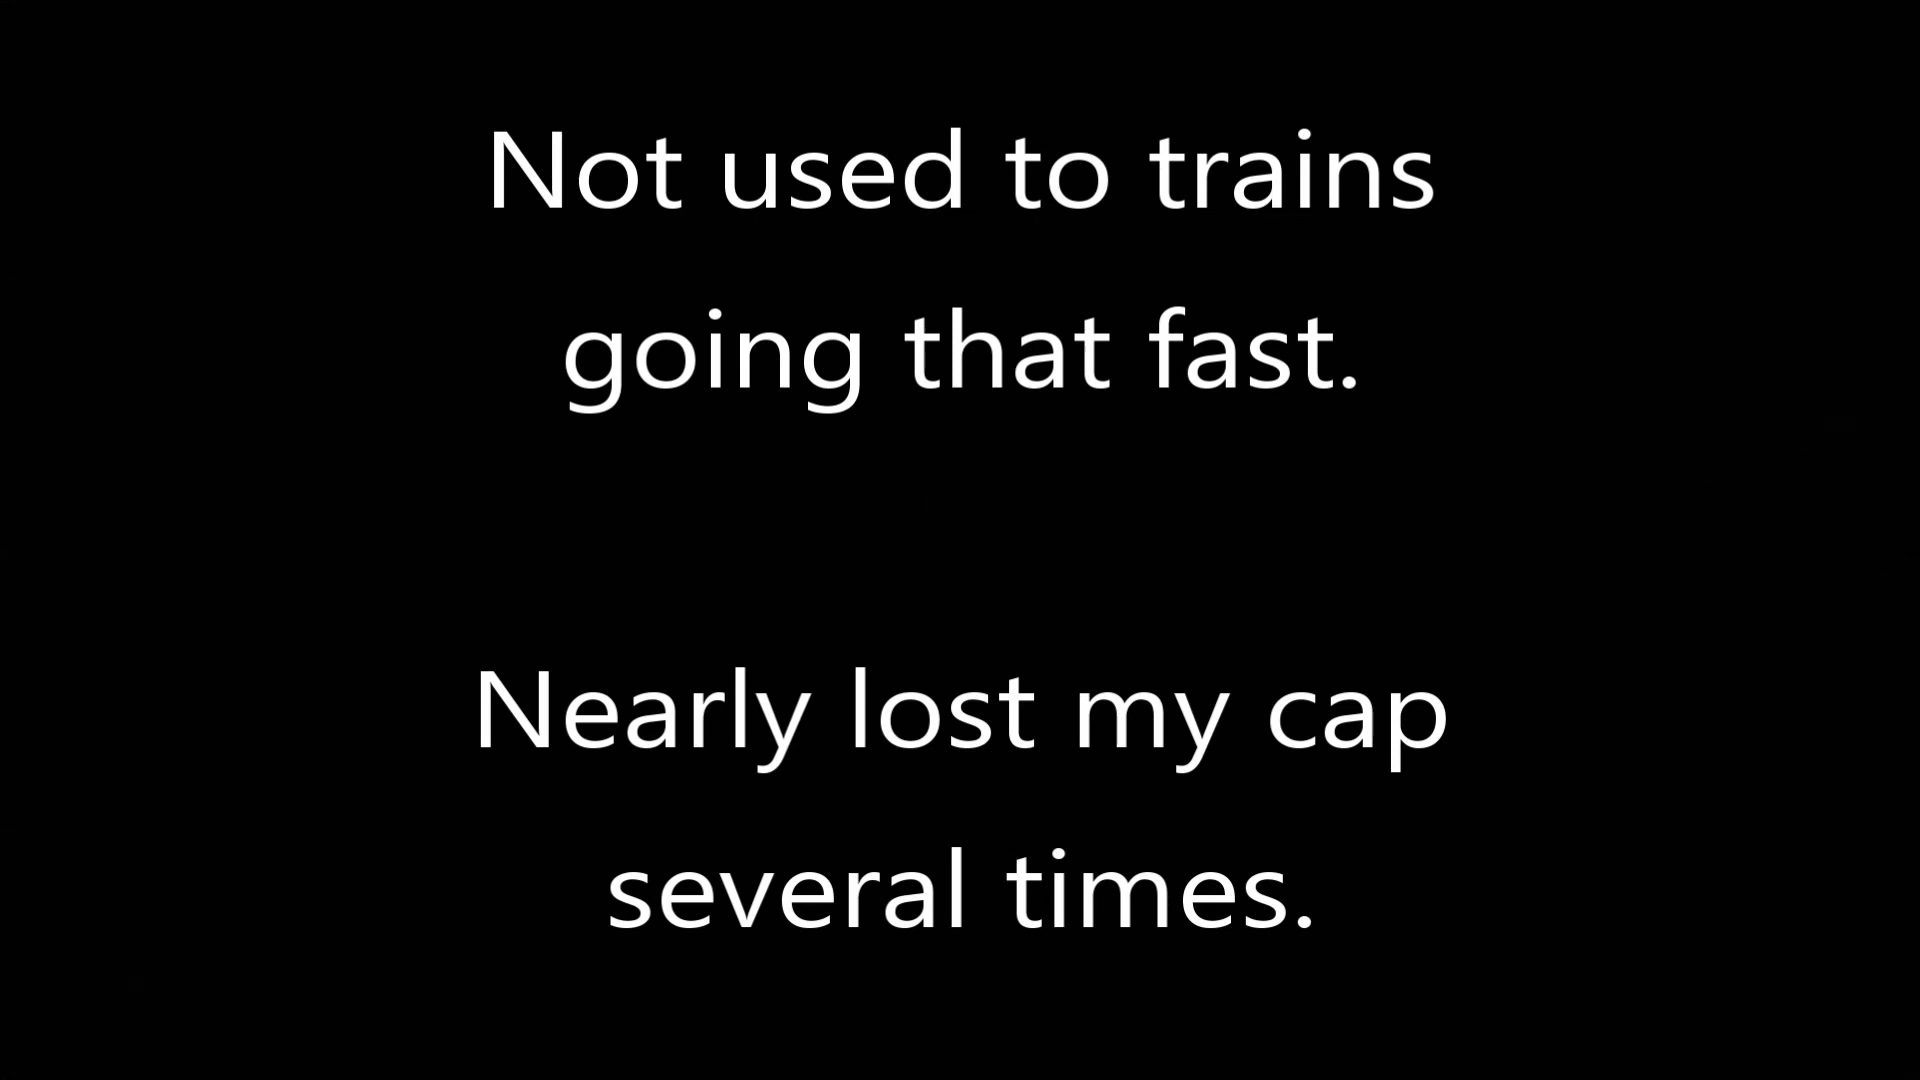 Not used to trains
going that fast.
Nearly lost my cap
several times.